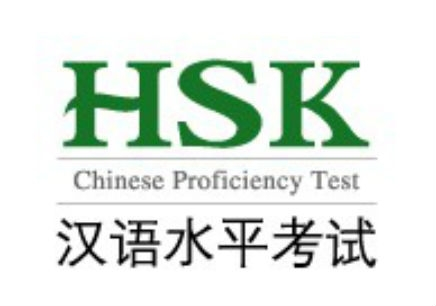 HSK
Chinese Proficiency Test
汉语水平考试